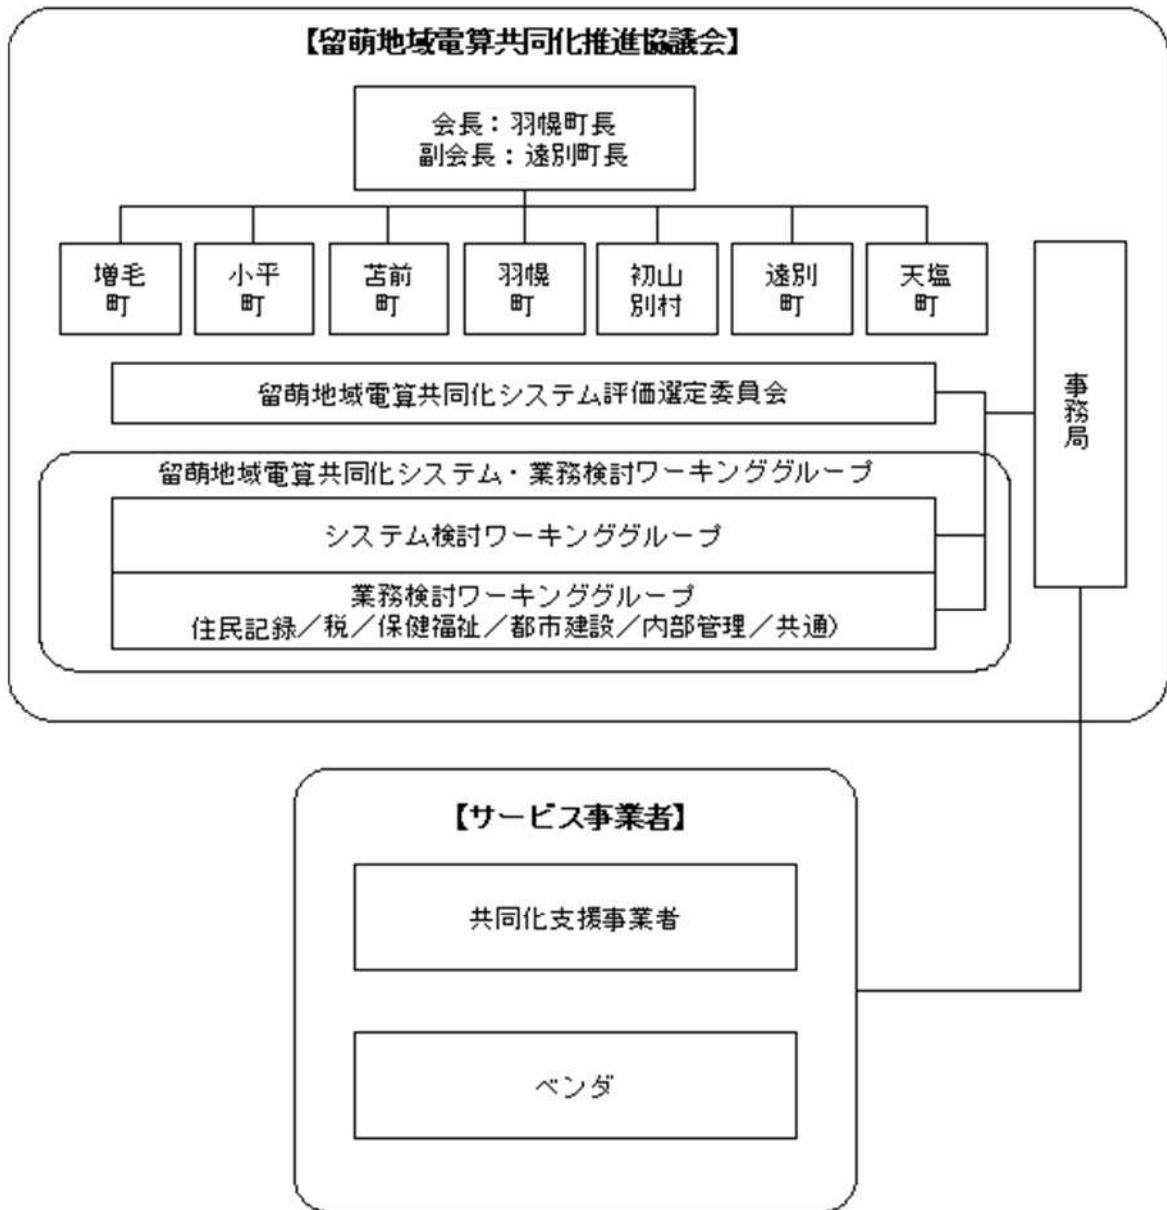 【留萌地域電算共同化推進協議会】
会長：羽幌町長
副会長：遠別町長
増毛
町
小平
町
苫前
町
羽幌
町
初山
別村
遠別
町
天塩
町
事務局
留萌地域電算共同化システム評価選定委員会
留萌地域電算共同化システム・業務検討ワーキンググループ
システム検討ワーキンググループ
業務検討ワーキンググループ
住民記録／税／保健福祉／都市建設／内部管理／共通）
【サービス事業者】
共同化支援事業者
ベンダ